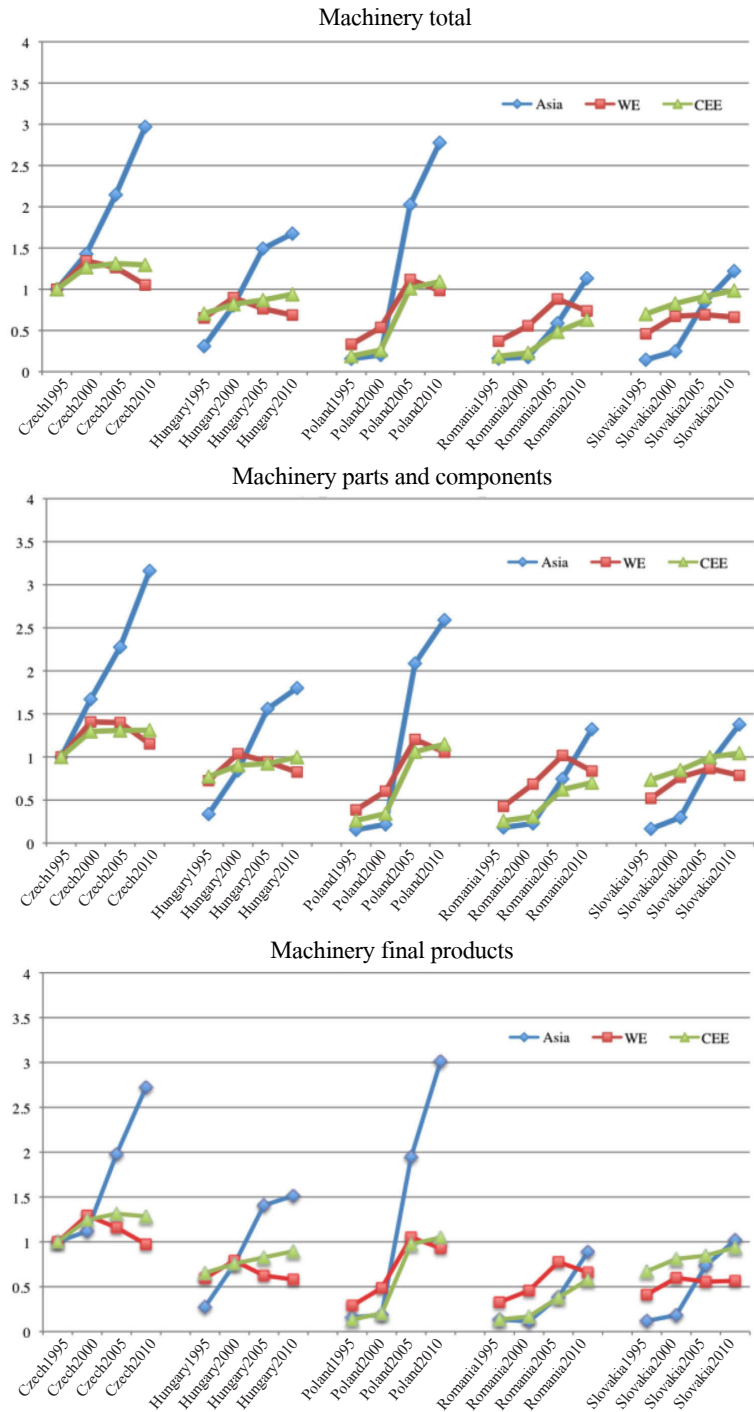 Machinery total
4
3.5
3
2.5
2
1.5
1
0.5
0
Asia WE CEE
Czech1995
Czech2000
Czech2005
Czech2010
Hungary1995
Hungary2000
Hungary2005
Hungary2010
Poland1995
Poland2000
Poland2005
Poland2010
Romania1995
Romania2000
Romania2005
Romania2010
Slovakia1995
Slovakia2000
Slovakia2005
Slovakia2010
Machinery parts and components
4
3.5
3
2.5
2
1.5
1
0.5
0
Asia WE CEE
Czech1995
Czech2000
Czech2005
Czech2010
Hungary1995
Hungary2000
Hungary2005
Hungary2010
Poland1995
Poland2000
Poland2005
Poland2010
Romania1995
Romania2000
Romania2005
Romania2010
Slovakia1995
Slovakia2000
Slovakia2005
Slovakia2010
Machinery final products
4
3.5
3
2.5
2
1.5
1
0.5
0
Asia WE CEE
Czech1995
Czech2000
Czech2005
Czech2010
Hungary1995
Hungary2000
Hungary2005
Hungary2010
Poland1995
Poland2000
Poland2005
Poland2010
Romania1995
Romania2000
Romania2005
Romania2010
Slovakia1995
Slovakia2000
Slovakia2005
Slovakia2010